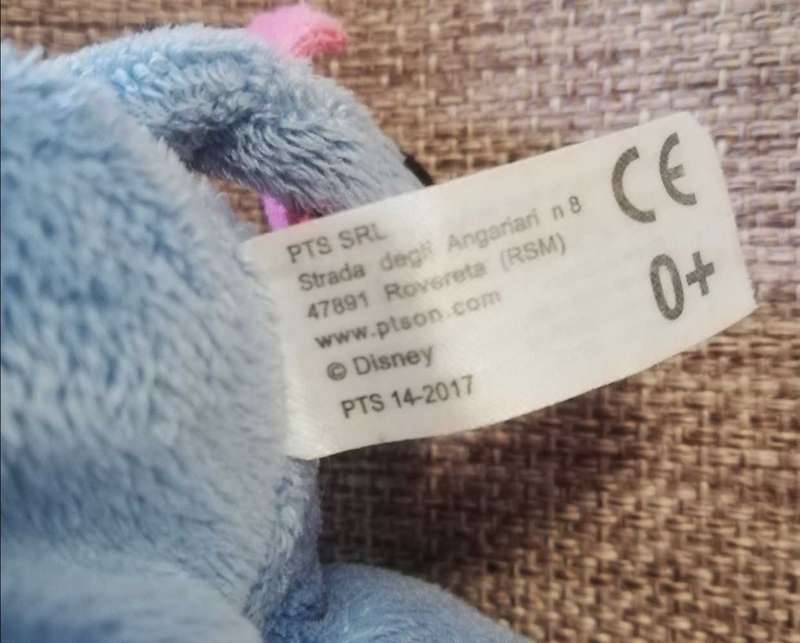 PTS SRL
Strada degli Angariari n 8
47891 Rovereta (RSM)
www.ptson.com
© Disney
PTS 14-2017
CE
0+